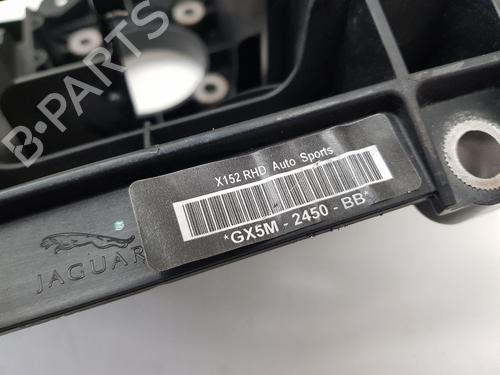 B-PARTS
X152 RHD Auto Sports
*GX5M - 2450 - BB*
JAGUAR